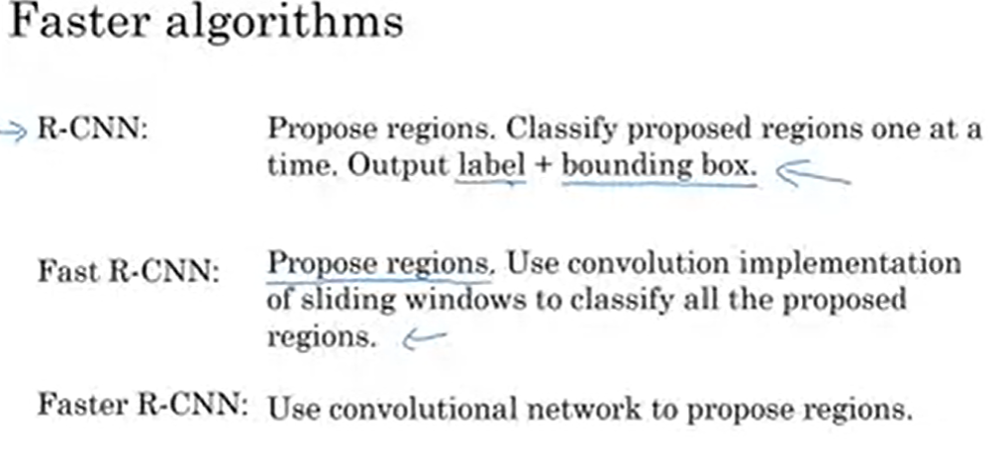 Faster algorithms
R-CNN: Propose regions. Classify proposed regions one at a
time. Output label + bounding box.
Fast R-CNN: Propose regions. Use convolution implementation
of sliding windows to classify all the proposed
regions.
Faster R-CNN: Use convolutional network to propose regions.